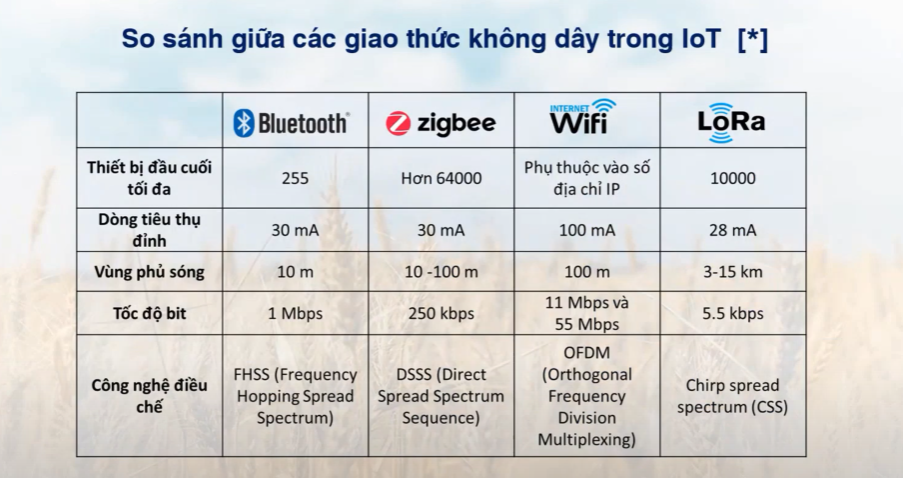 So sánh giữa các giao thức không dây trong IoT [*]
Bluetooth
zigbee
INTERNET
Wifi
LoRa
Thiết bị đầu cuối
tối đa
255
Hơn 64000
Phụ thuộc vào số
địa chỉ IP
10000
Dòng tiêu thụ
đỉnh
30 mA
30 mA
100 mA
28 mA
Vùng phủ sóng
10 m
10 -100 m
100 m
3-15 km
Tốc độ bit
1 Mbps
250 kbps
11 Mbps và
55 Mbps
5.5 kbps
Công nghệ điều
chế
FHSS (Frequency
Hopping Spread
Spectrum)
DSSS (Direct
Spread Spectrum
Sequence)
OFDM
(Orthogonal
Frequency
Division
Multiplexing)
Chirp spread
spectrum (CSS)